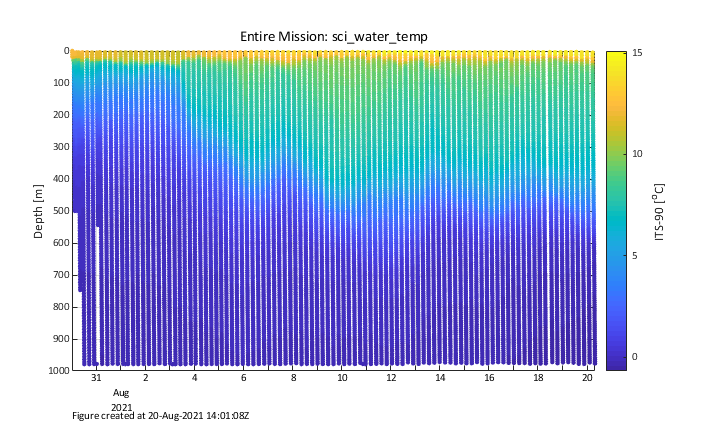 Entire Mission: sci_water_temp
0
100
200
300
400
500
600
700
800
900
1000
Depth [m]
31 2 4 6 8 10 12 14 16 18 20
Aug
2021
15
10
5
0
ITS-90 [°C]
Figure created at 20-Aug-2021 14:01:08Z